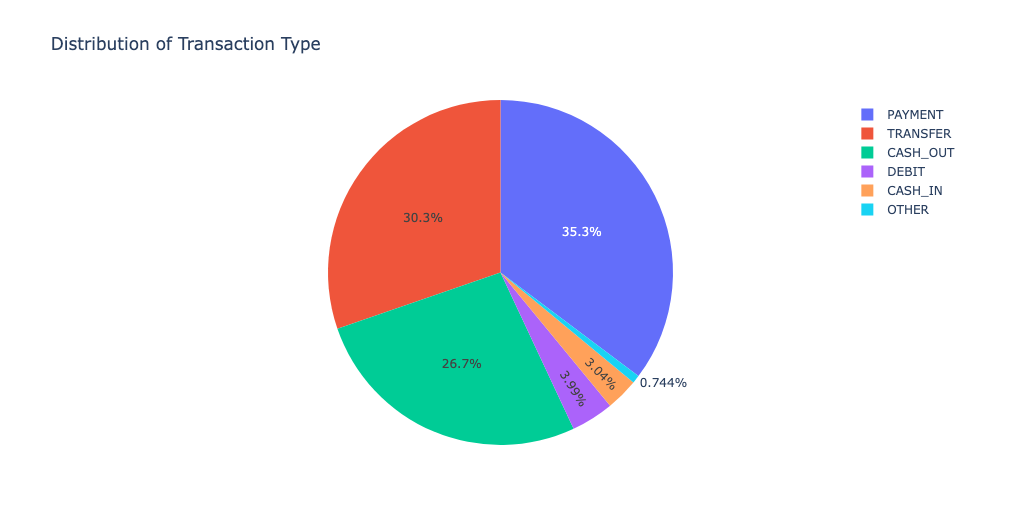 Distribution of Transaction Type
PAYMENT
TRANSFER
CASH_OUT
DEBIT
CASH_IN
OTHER
30.3%
35.3%
26.7%
3.99%
3.04%
0.744%